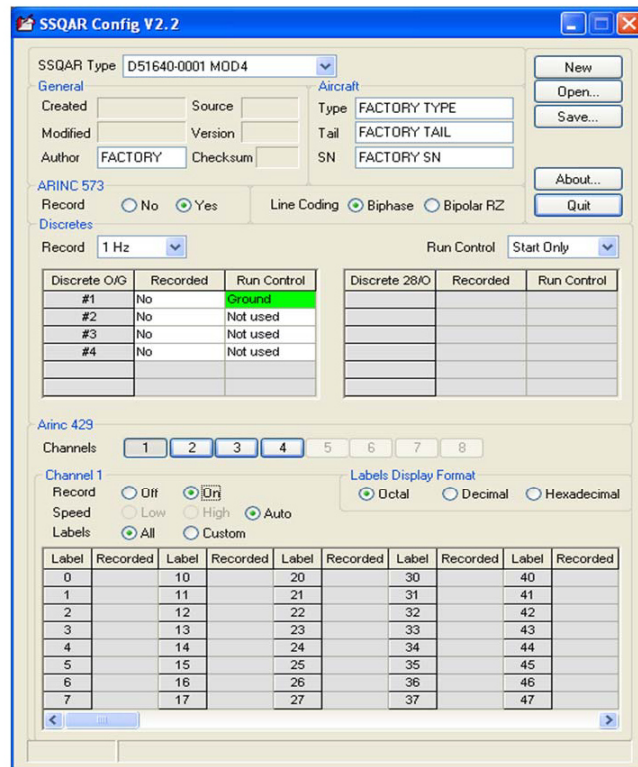 SSQAR Config V2.2
SSQAR Type D51640-0001 MOD4
New
Open...
Save...
About...
Quit
General
Created Source
Modified Version
Author FACTORY Checksum
Aircraft
Type FACTORY TYPE
Tail FACTORY TAIL
SN FACTORY SN
ARINC 573
Record No Yes Line Coding Biphase Bipolar RZ
Discretes
Record 1 Hz Run Control Start Only
Discrete O/G Recorded Run Control Discrete 28/O Recorded Run Control
#1 No Ground
#2 No Not used
#3 No Not used
#4 No Not used
Arinc 429
Channels 1 2 3 4 5 6 7 8
Channel 1
Record Off On
Speed Low High Auto
Labels All Custom
Labels Display Format
Octal Decimal Hexadecimal
Label Recorded Label Recorded Label Recorded Label Recorded Label Recorded
0 10 20 30 40
1 11 21 31 41
2 12 22 32 42
3 13 23 33 43
4 14 24 34 44
5 15 25 35 45
6 16 26 36 46
7 17 27 37 47